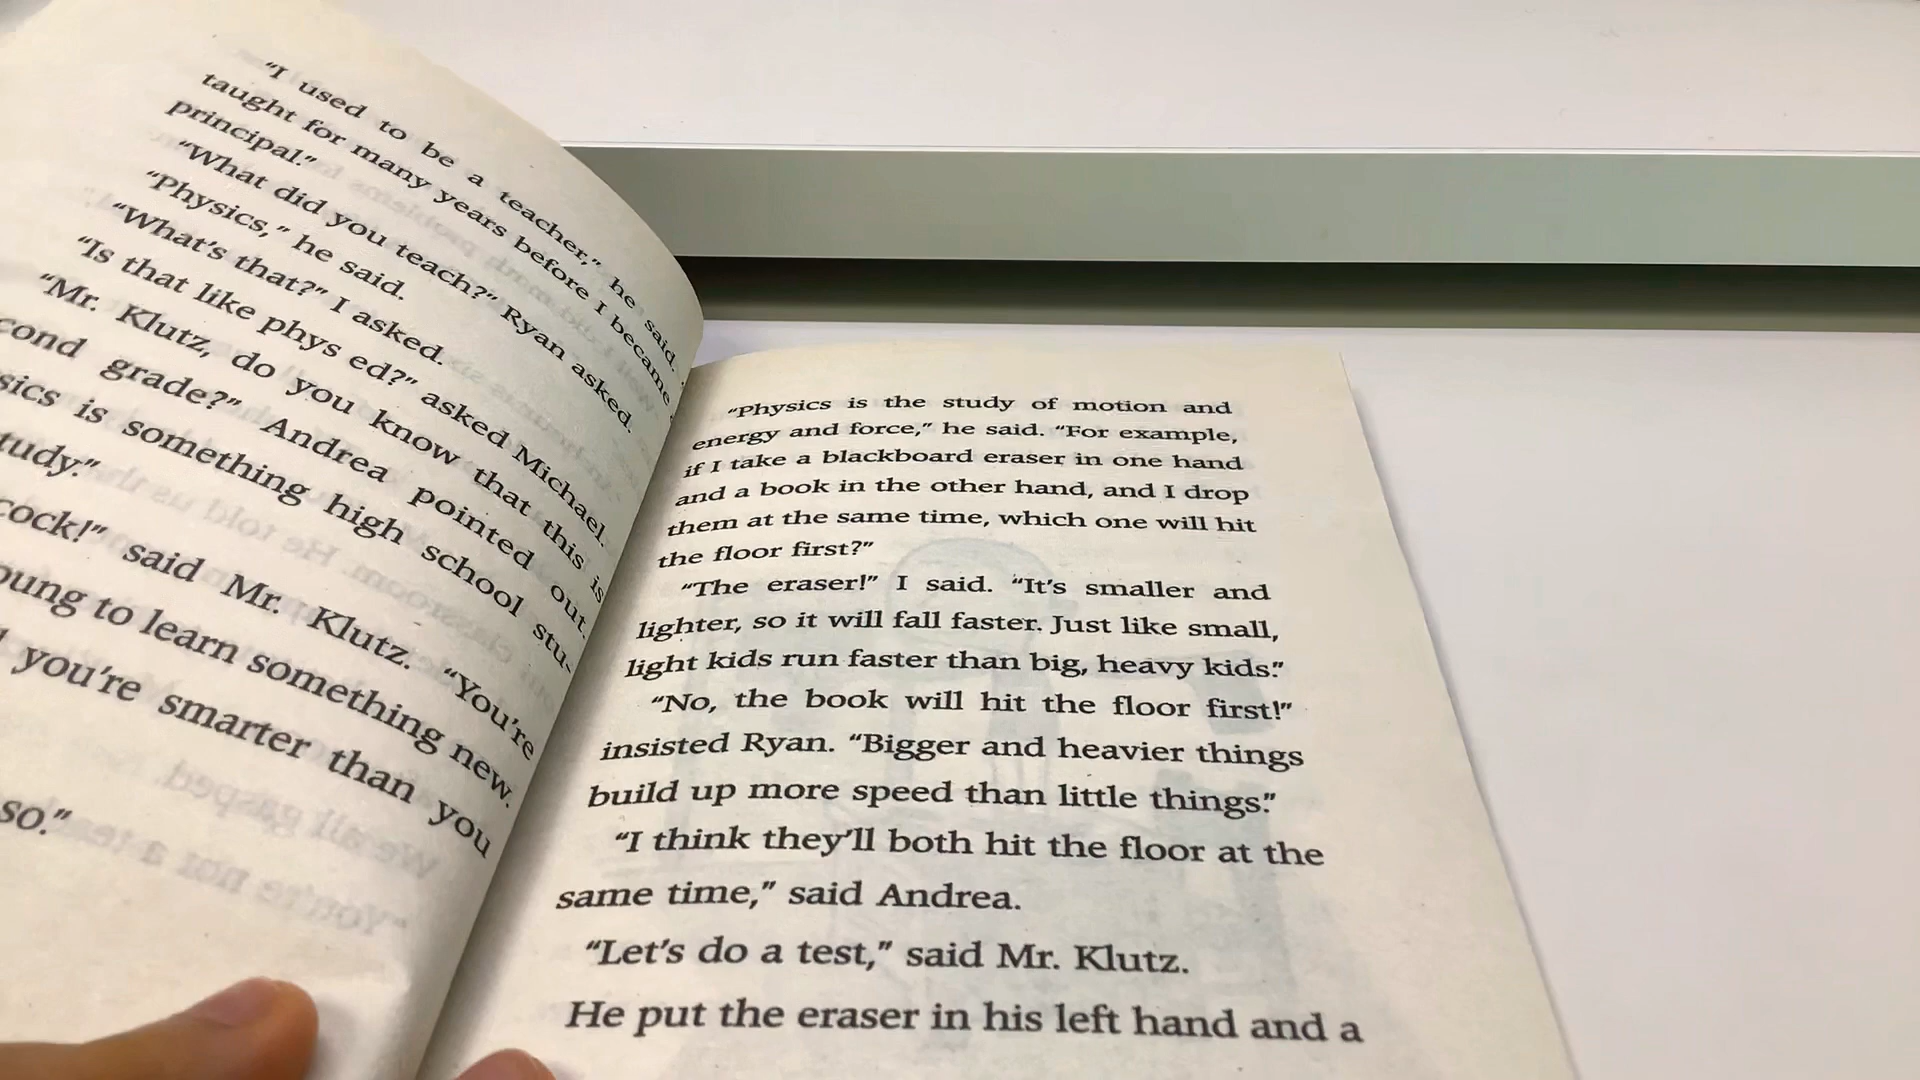 “I used to be a teacher,” he said.
taught for many years before I became
principal.”
“What did you teach?” Ryan asked.
“Physics,” he said.
“What's that?” I asked.
“Is that like phys ed?” asked Michael.
“Mr. Klutz, do you know that this is
cond grade?” Andrea pointed out.
sics is something high school stu-
tudy.”
cock!” said Mr. Klutz. “You're
oung to learn something new.
you're smarter than you
so.”
“Physics is the study of motion and
energy and force,” he said. “For example,
if I take a blackboard eraser in one hand
and a book in the other hand, and I drop
them at the same time, which one will hit
the floor first?”
“The eraser!” I said. “It's smaller and
lighter, so it will fall faster. Just like small,
light kids run faster than big, heavy kids.”
“No, the book will hit the floor first!”
insisted Ryan. “Bigger and heavier things
build up more speed than little things.”
“I think they'll both hit the floor at the
same time,” said Andrea.
“Let's do a test,” said Mr. Klutz.
He put the eraser in his left hand and a